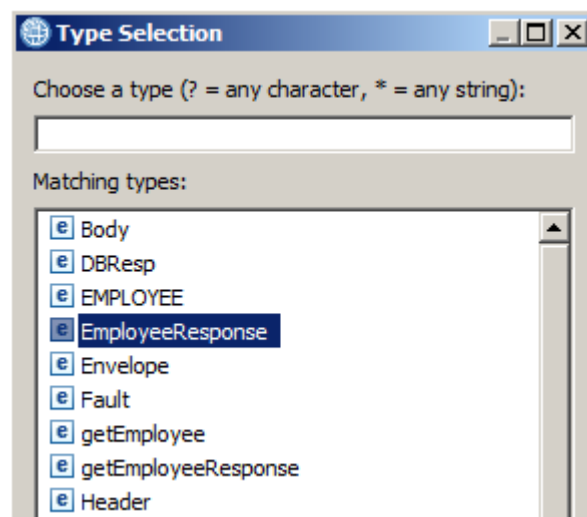 Type Selection
Choose a type (? = any character, * = any string):
Matching types:
e Body
e DBResp
e EMPLOYEE
e EmployeeResponse
e Envelope
e Fault
e getEmployee
e getEmployeeResponse
e Header